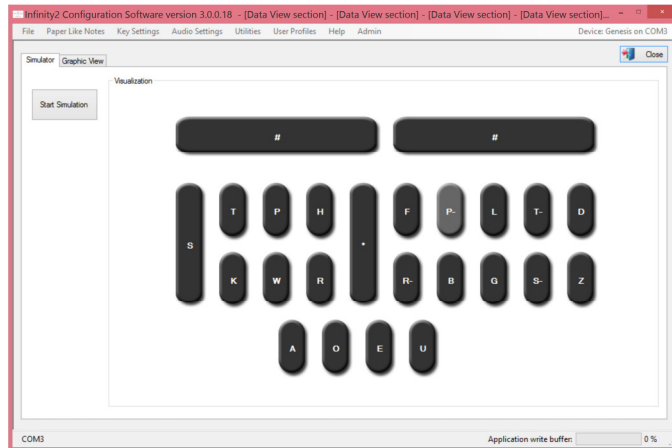 Infinity2 Configuration Software version 3.0.0.18 - [Data View section] - [Data View section] - [Data View section] - [Data View section]...
File Paper Like Notes Key Settings Audio Settings Utilities User Profiles Help Admin Device: Genesis on COM3
Close
Simulator Graphic View
Visualization
Start Simulation
# #
T P H F P- L T- D
S *
K W R R- B G S- Z
A O E U
COM3 Application write buffer: 0 %